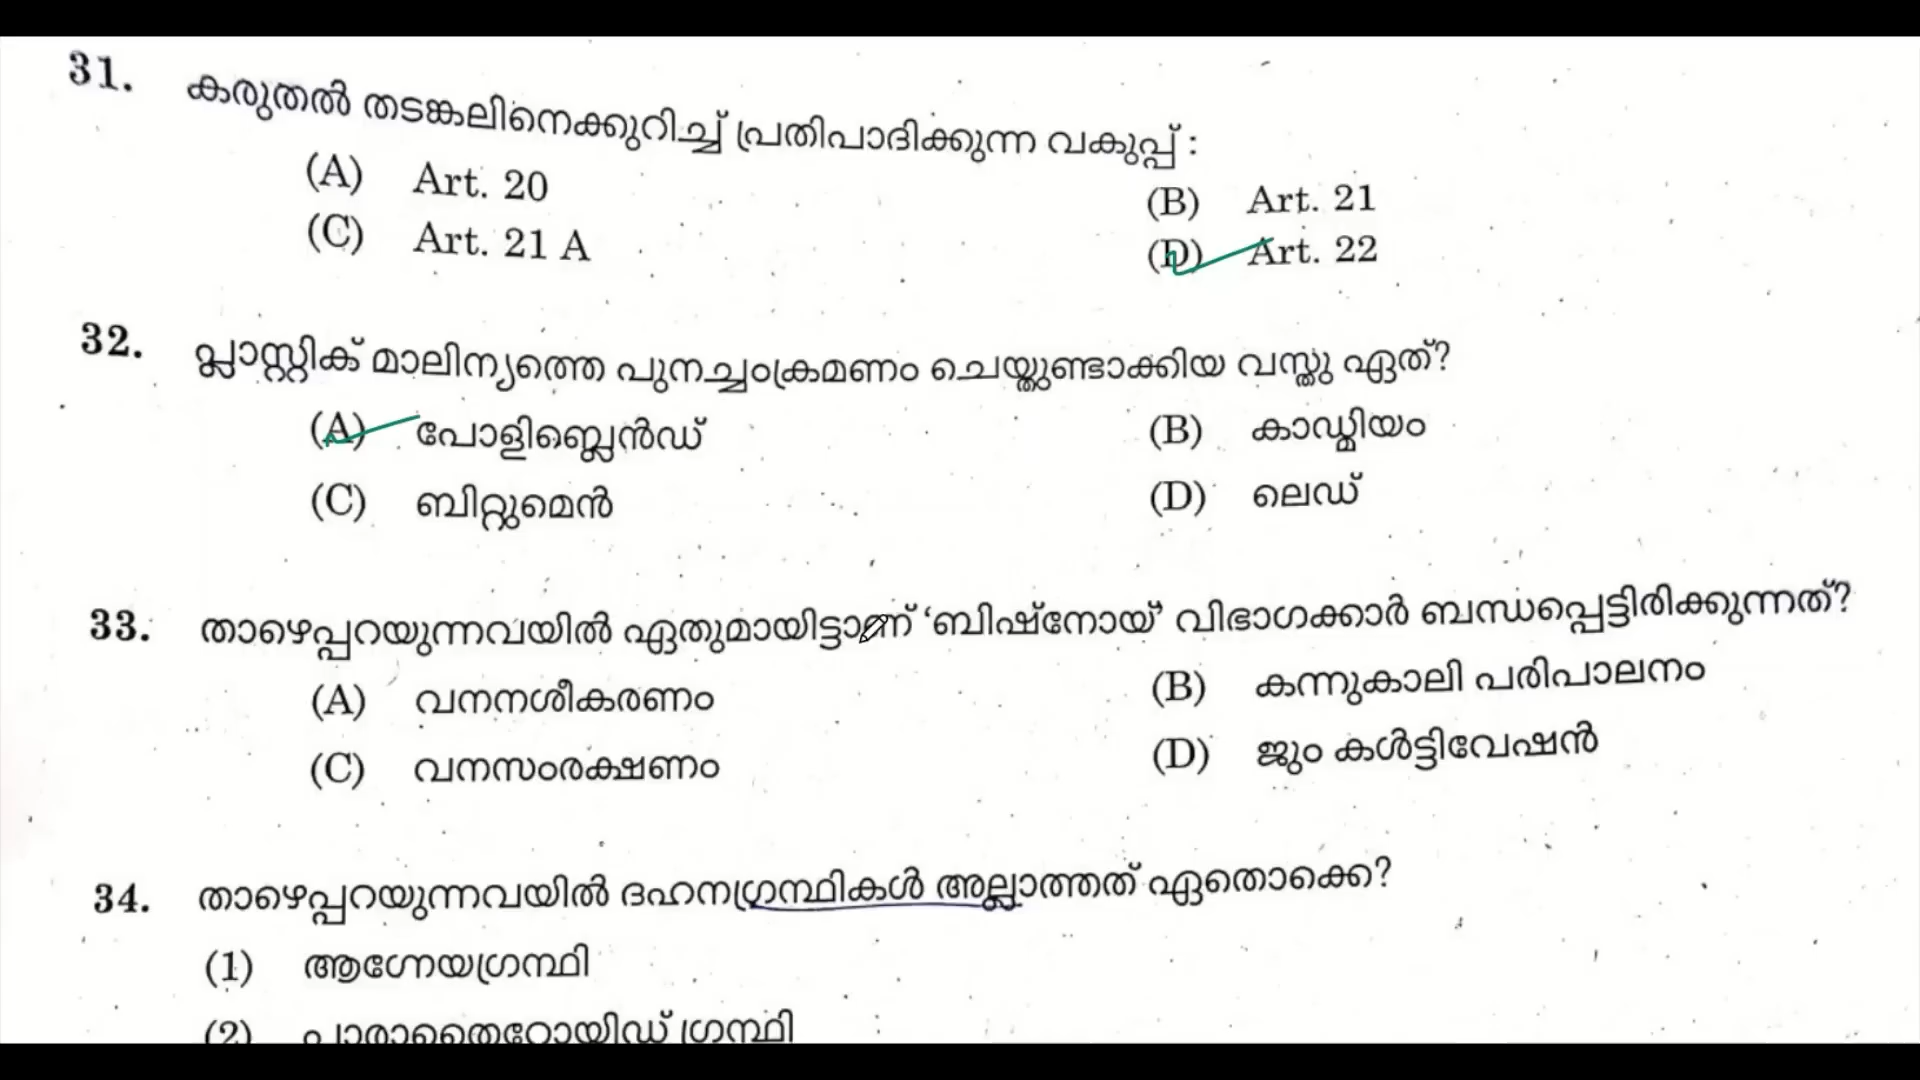 31. കരുതൽ തടങ്കലിനെക്കുറിച്ച് പ്രതിപാദിക്കുന്ന വകുപ്പ് :
(A) Art. 20 (B) Art. 21
(C) Art. 21 A (D) Art. 22
32. പ്ലാസ്റ്റിക് മാലിന്യത്തെ പുനച്ചംക്രമണം ചെയ്തുണ്ടാക്കിയ വസ്തു ഏത്?
(A) പോളിബ്ലെൻഡ് (B) കാഡ്മിയം
(C) ബിറ്റുമെൻ (D) ലെഡ്
33. താഴെപ്പറയുന്നവയിൽ ഏതുമായിട്ടാണ് ‘ബിഷ്നോയ്’ വിഭാഗക്കാർ ബന്ധപ്പെട്ടിരിക്കുന്നത്?
(A) വനനശീകരണം (B) കന്നുകാലി പരിപാലനം
(C) വനസംരക്ഷണം (D) ജും കൾട്ടിവേഷൻ
34. താഴെപ്പറയുന്നവയിൽ ദഹനഗ്രന്ഥികൾ അല്ലാത്തത് ഏതൊക്കെ?
(1) ആഗ്നേയഗ്രന്ഥി
(2) പാരാതൈറോയിഡ് ഗ്രന്ഥി